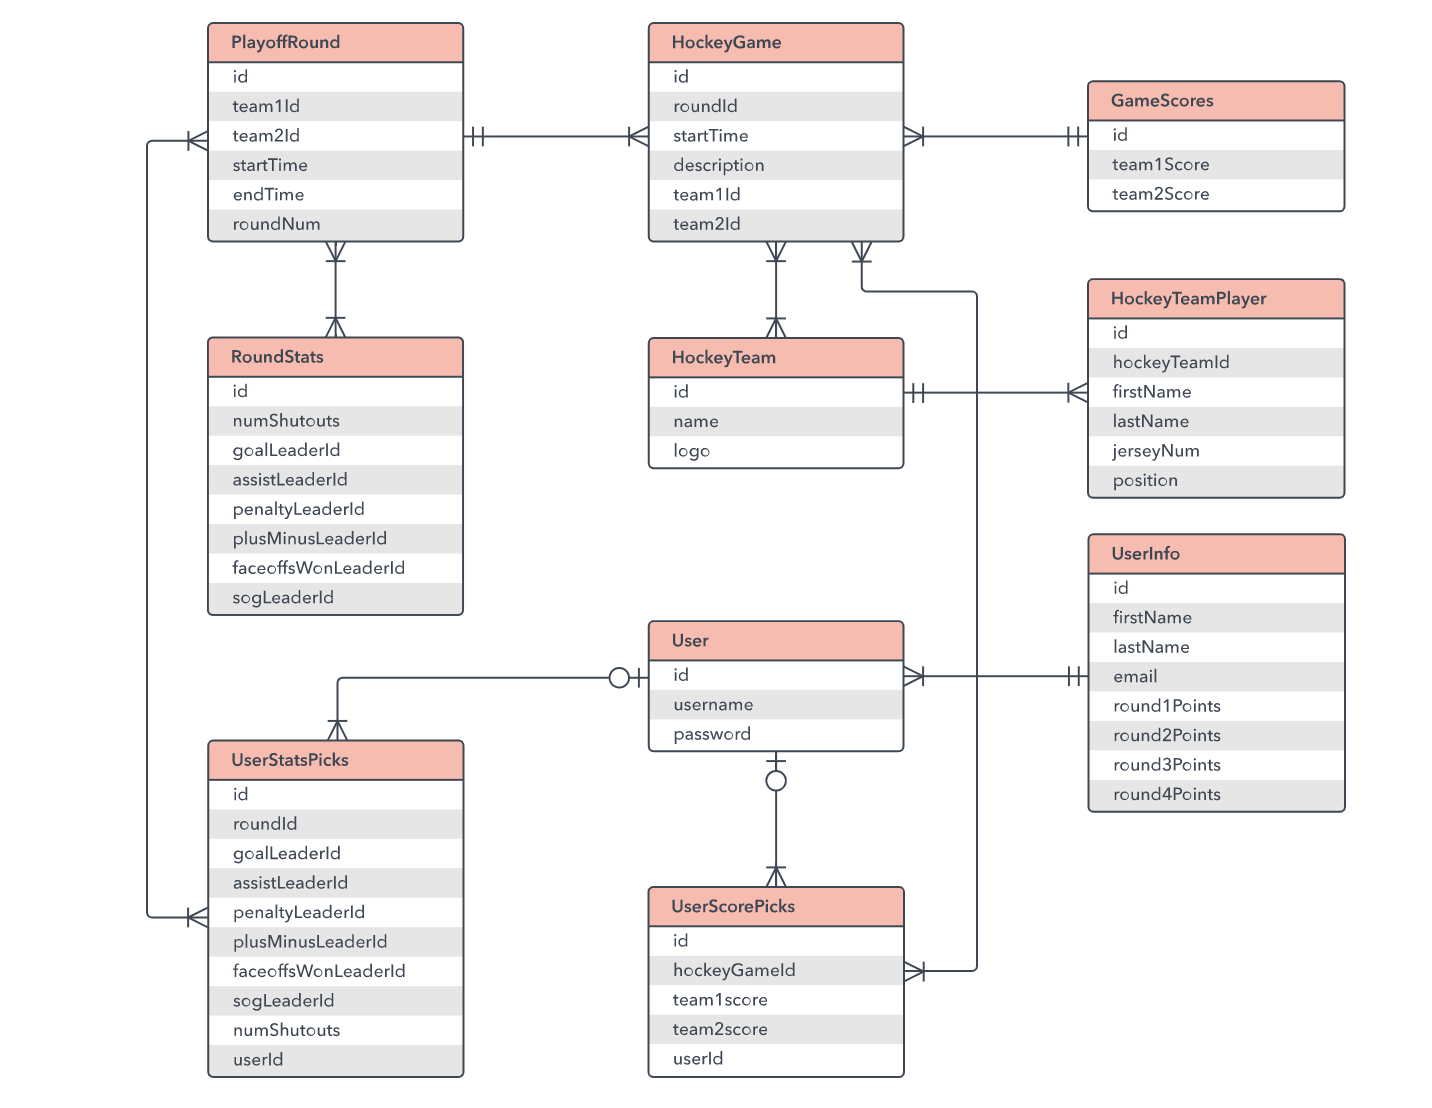 PlayoffRound
id
team1Id
team2Id
startTime
endTime
roundNum
HockeyGame
id
roundId
startTime
description
team1Id
team2Id
GameScores
id
team1Score
team2Score
HockeyTeamPlayer
id
hockeyTeamId
firstName
lastName
jerseyNum
position
RoundStats
id
numShutouts
goalLeaderId
assistLeaderId
penaltyLeaderId
plusMinusLeaderId
faceoffsWonLeaderId
sogLeaderId
HockeyTeam
id
name
logo
UserInfo
id
firstName
lastName
email
round1Points
round2Points
round3Points
round4Points
User
id
username
password
UserStatsPicks
id
roundId
goalLeaderId
assistLeaderId
penaltyLeaderId
plusMinusLeaderId
faceoffsWonLeaderId
sogLeaderId
numShutouts
userId
UserScorePicks
id
hockeyGameId
team1score
team2score
userId